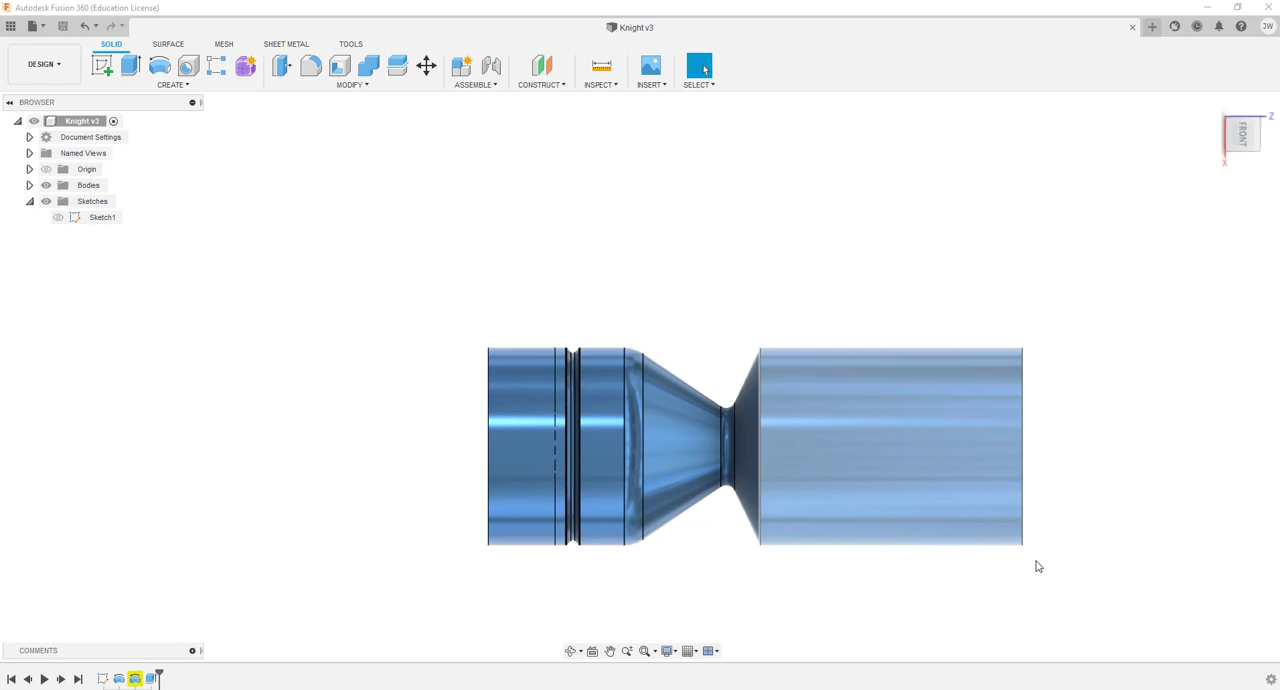 Autodesk Fusion 360 (Education License)
Knight v3
JW
DESIGN
SOLID
SURFACE
MESH
SHEET METAL
TOOLS
CREATE
MODIFY
ASSEMBLE
CONSTRUCT
INSPECT
INSERT
SELECT
BROWSER
Knight v3
Document Settings
Named Views
Origin
Bodies
Sketches
Sketch1
FRONT
Z
X
COMMENTS